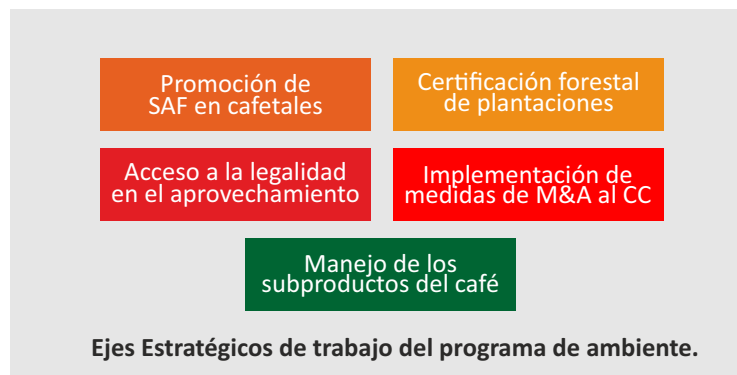 Promoción de
SAF en cafetales
Certificación forestal
de plantaciones
Acceso a la legalidad
en el aprovechamiento
Implementación de
medidas de M&A al CC
Manejo de los
subproductos del café
Ejes Estratégicos de trabajo del programa de ambiente.